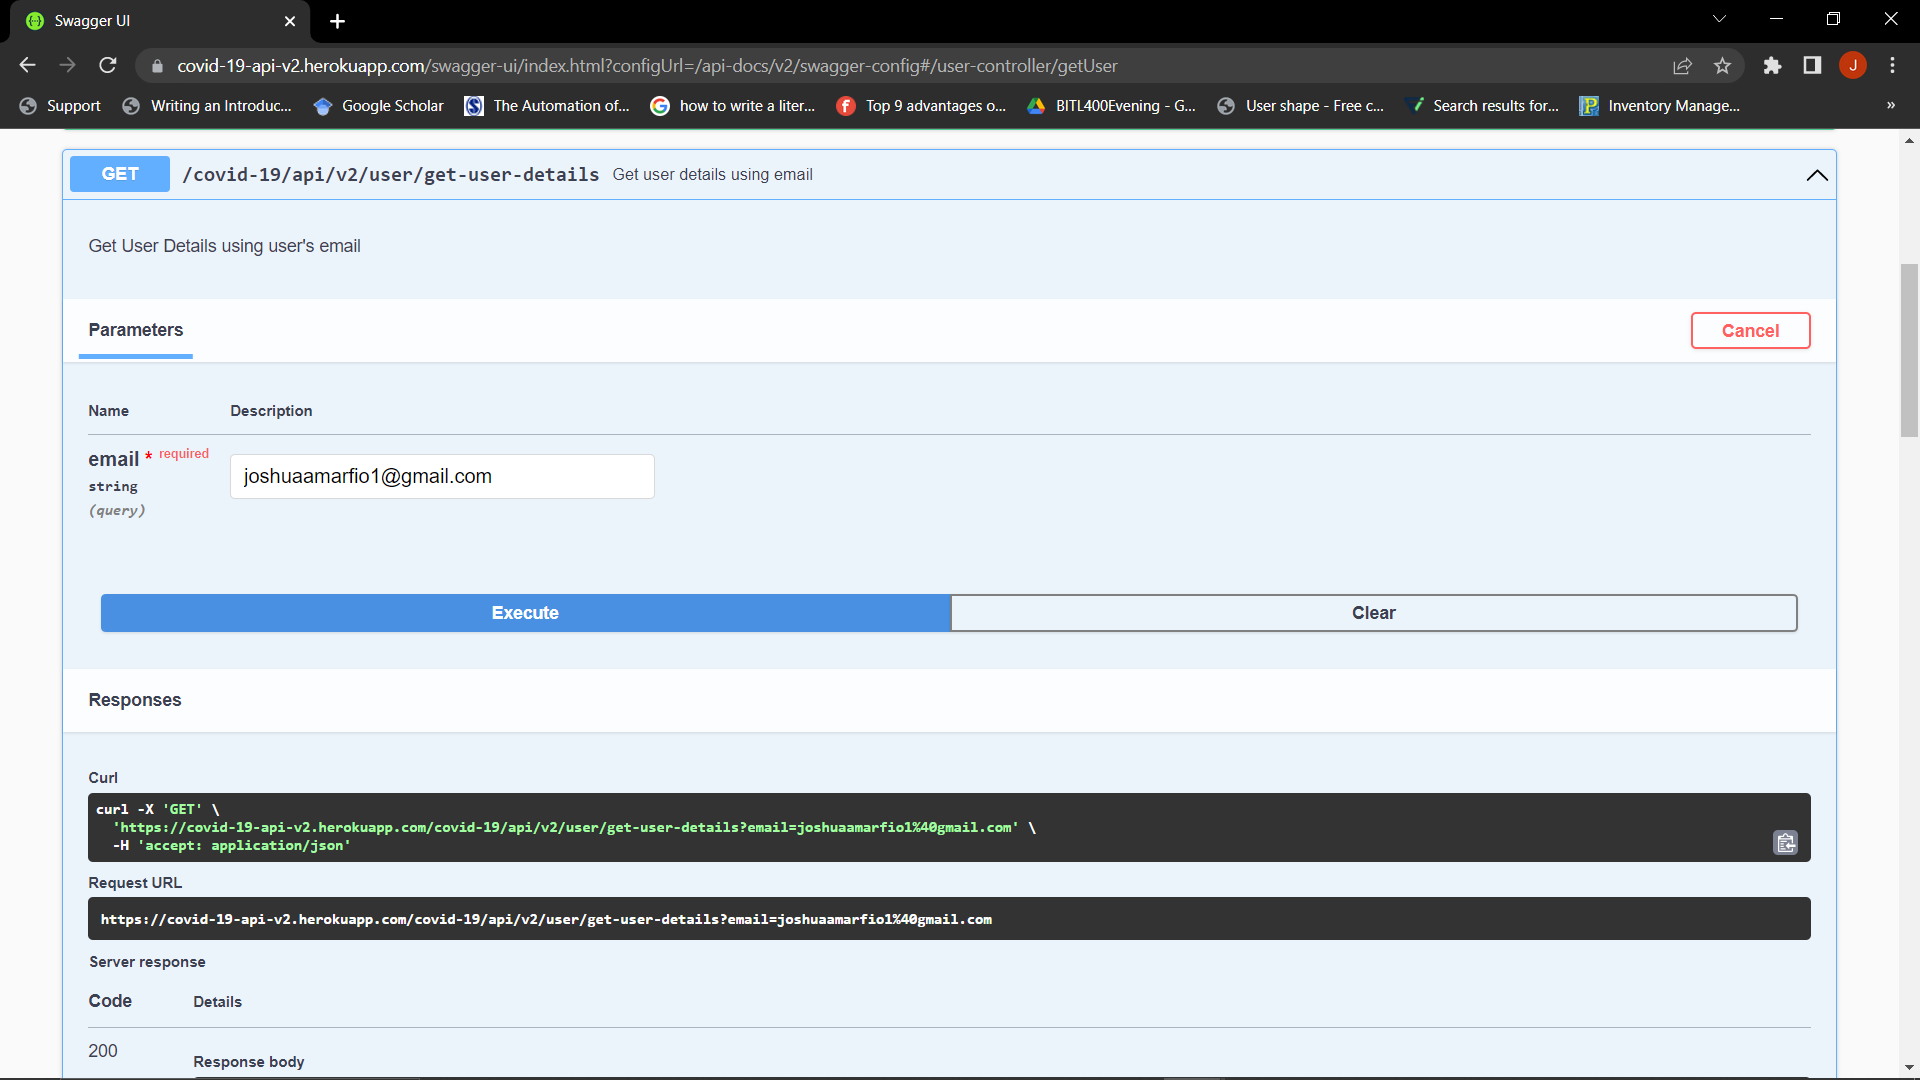 Swagger UI
covid-19-api-v2.herokuapp.com/swagger-ui/index.html?configUrl=/api-docs/v2/swagger-config#/user-controller/getUser
J
Support Writing an Introduc... Google Scholar The Automation of... how to write a liter... Top 9 advantages o... BITL400Evening - G... User shape - Free c... Search results for... Inventory Manage... »
GET /covid-19/api/v2/user/get-user-details Get user details using email
Get User Details using user's email
Parameters Cancel
Name Description
email * required
string
(query)
joshuaamarfio1@gmail.com
Execute Clear
Responses
Curl
curl -X 'GET' \
'https://covid-19-api-v2.herokuapp.com/covid-19/api/v2/user/get-user-details?email=joshuaamarfio1%40gmail.com' \
-H 'accept: application/json'
Request URL
https://covid-19-api-v2.herokuapp.com/covid-19/api/v2/user/get-user-details?email=joshuaamarfio1%40gmail.com
Server response
Code Details
200
Response body